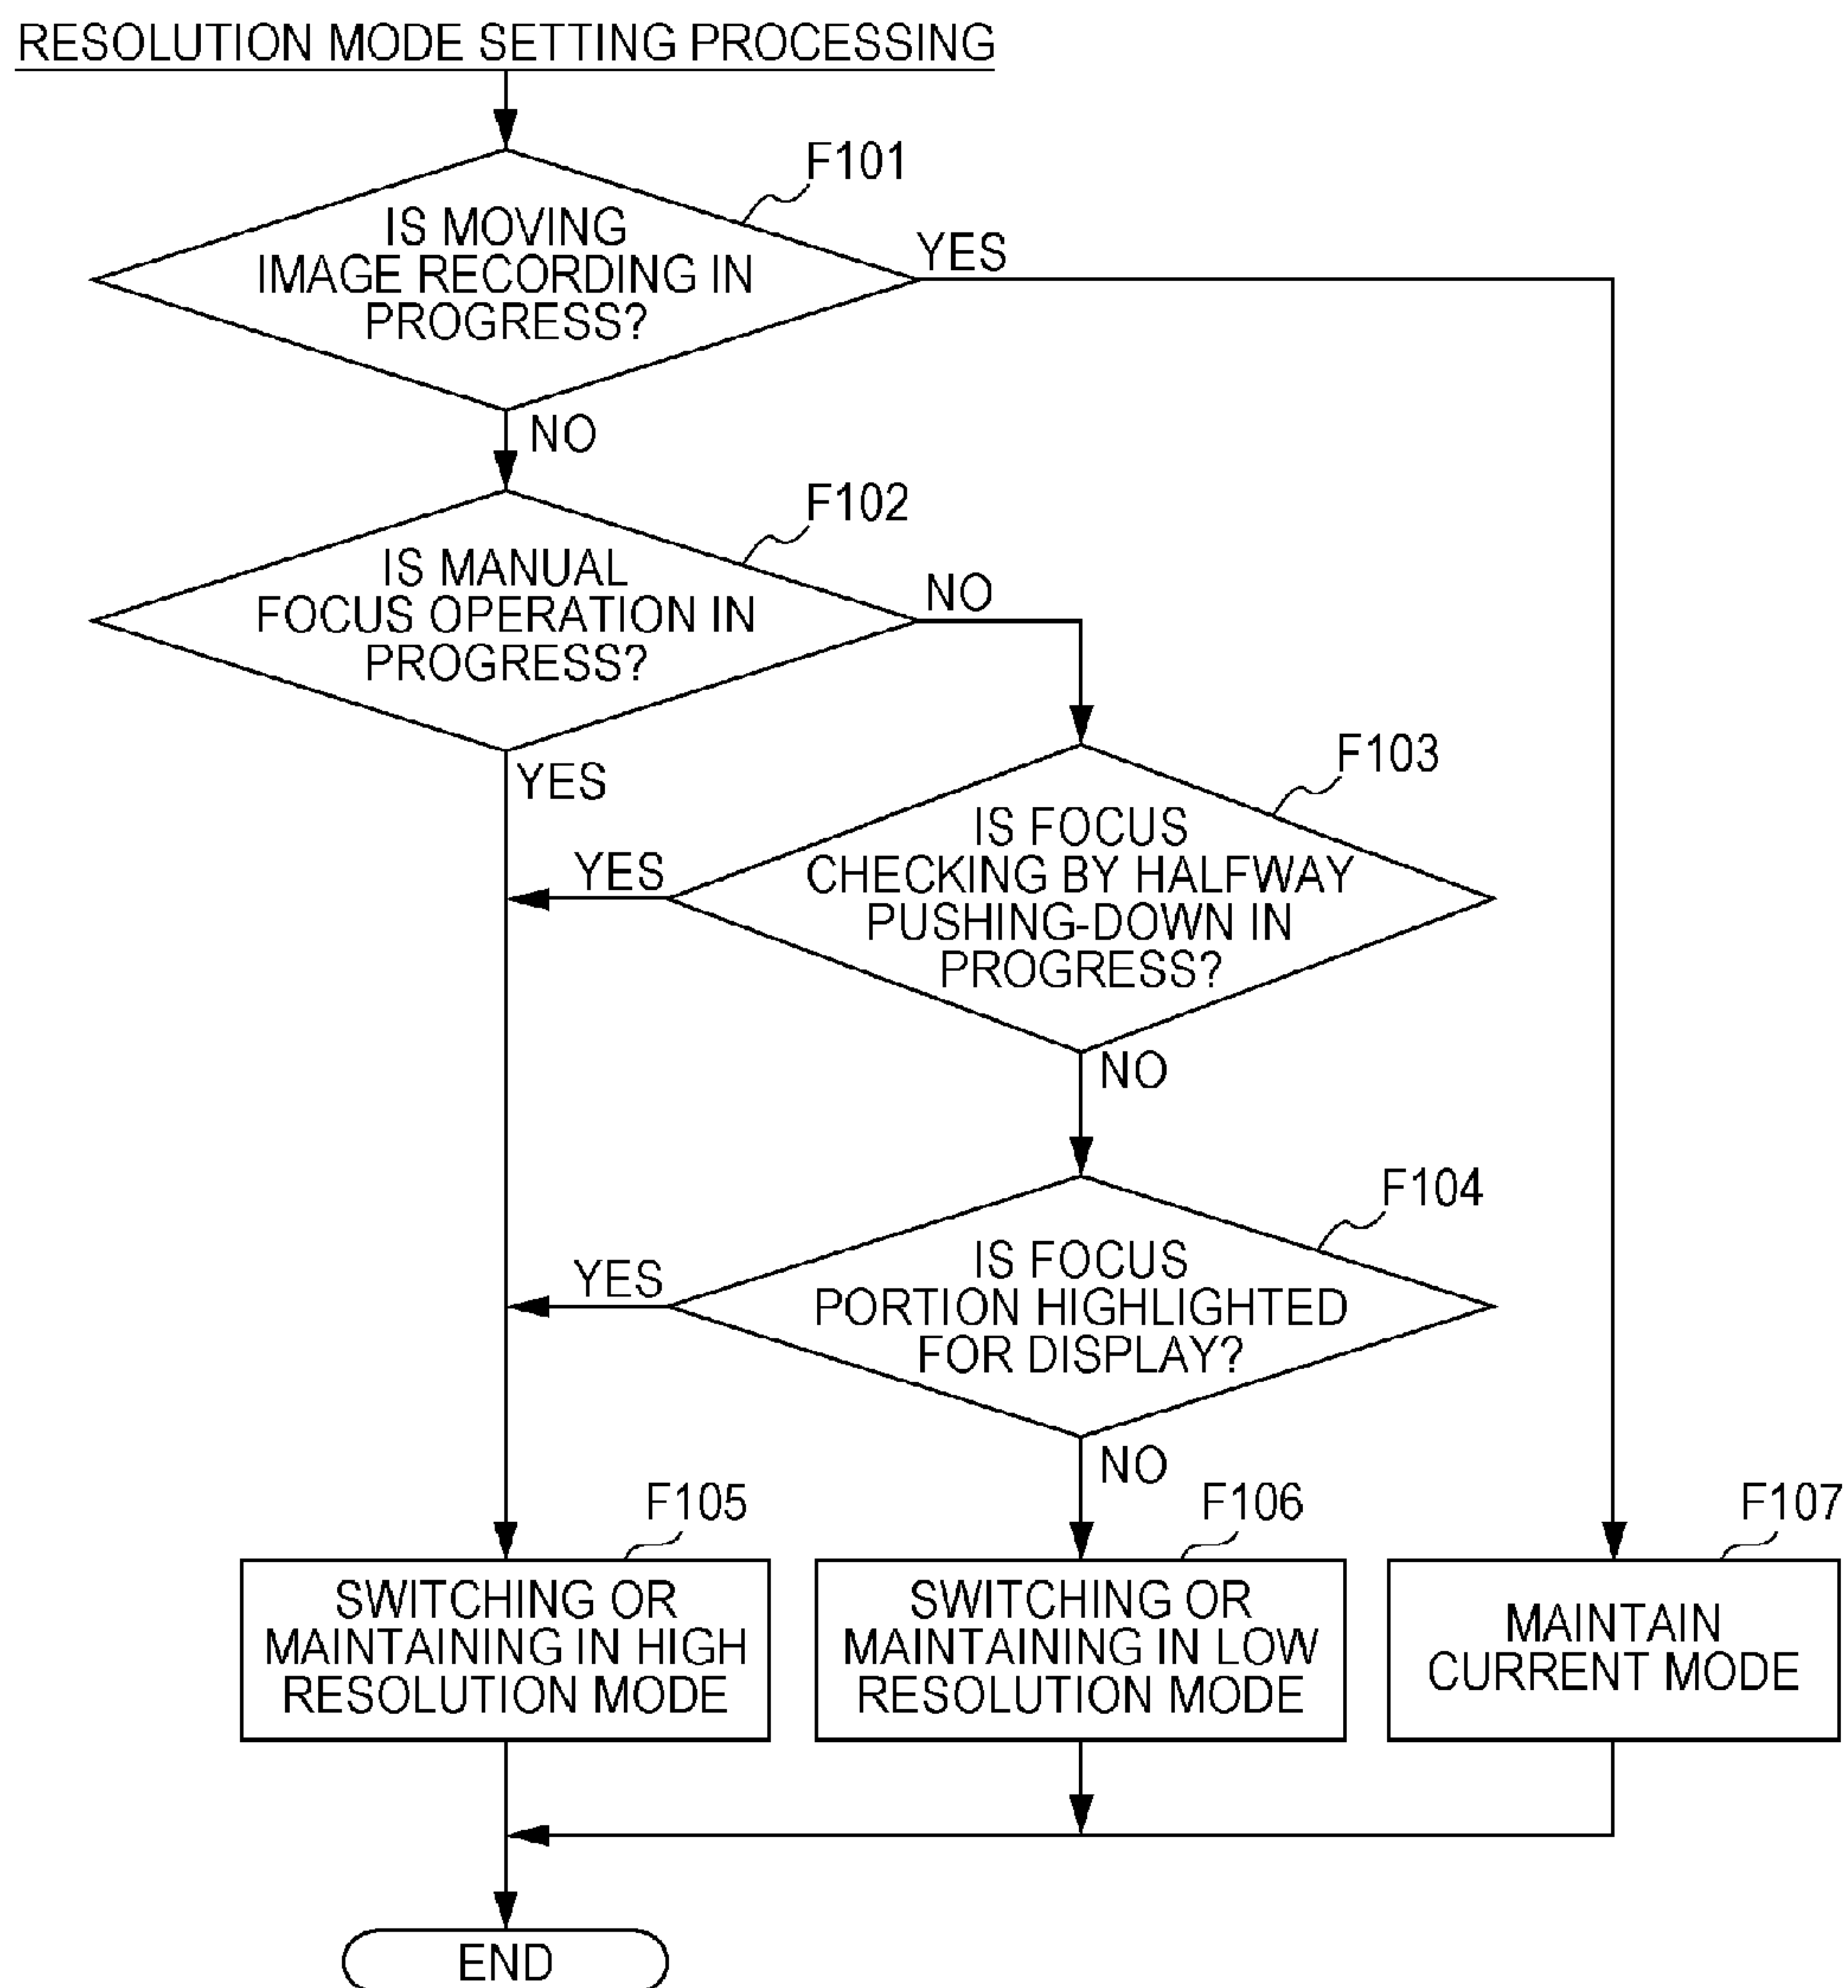 RESOLUTION MODE SETTING PROCESSING
F101
IS MOVING
IMAGE RECORDING IN
PROGRESS?
YES
NO
F102
IS MANUAL
FOCUS OPERATION IN
PROGRESS?
NO
YES
F103
IS FOCUS
CHECKING BY HALFWAY
PUSHING-DOWN IN
PROGRESS?
YES
NO
F104
IS FOCUS
PORTION HIGHLIGHTED
FOR DISPLAY?
YES
NO
F105
SWITCHING OR
MAINTAINING IN HIGH
RESOLUTION MODE
F106
SWITCHING OR
MAINTAINING IN LOW
RESOLUTION MODE
F107
MAINTAIN
CURRENT MODE
END